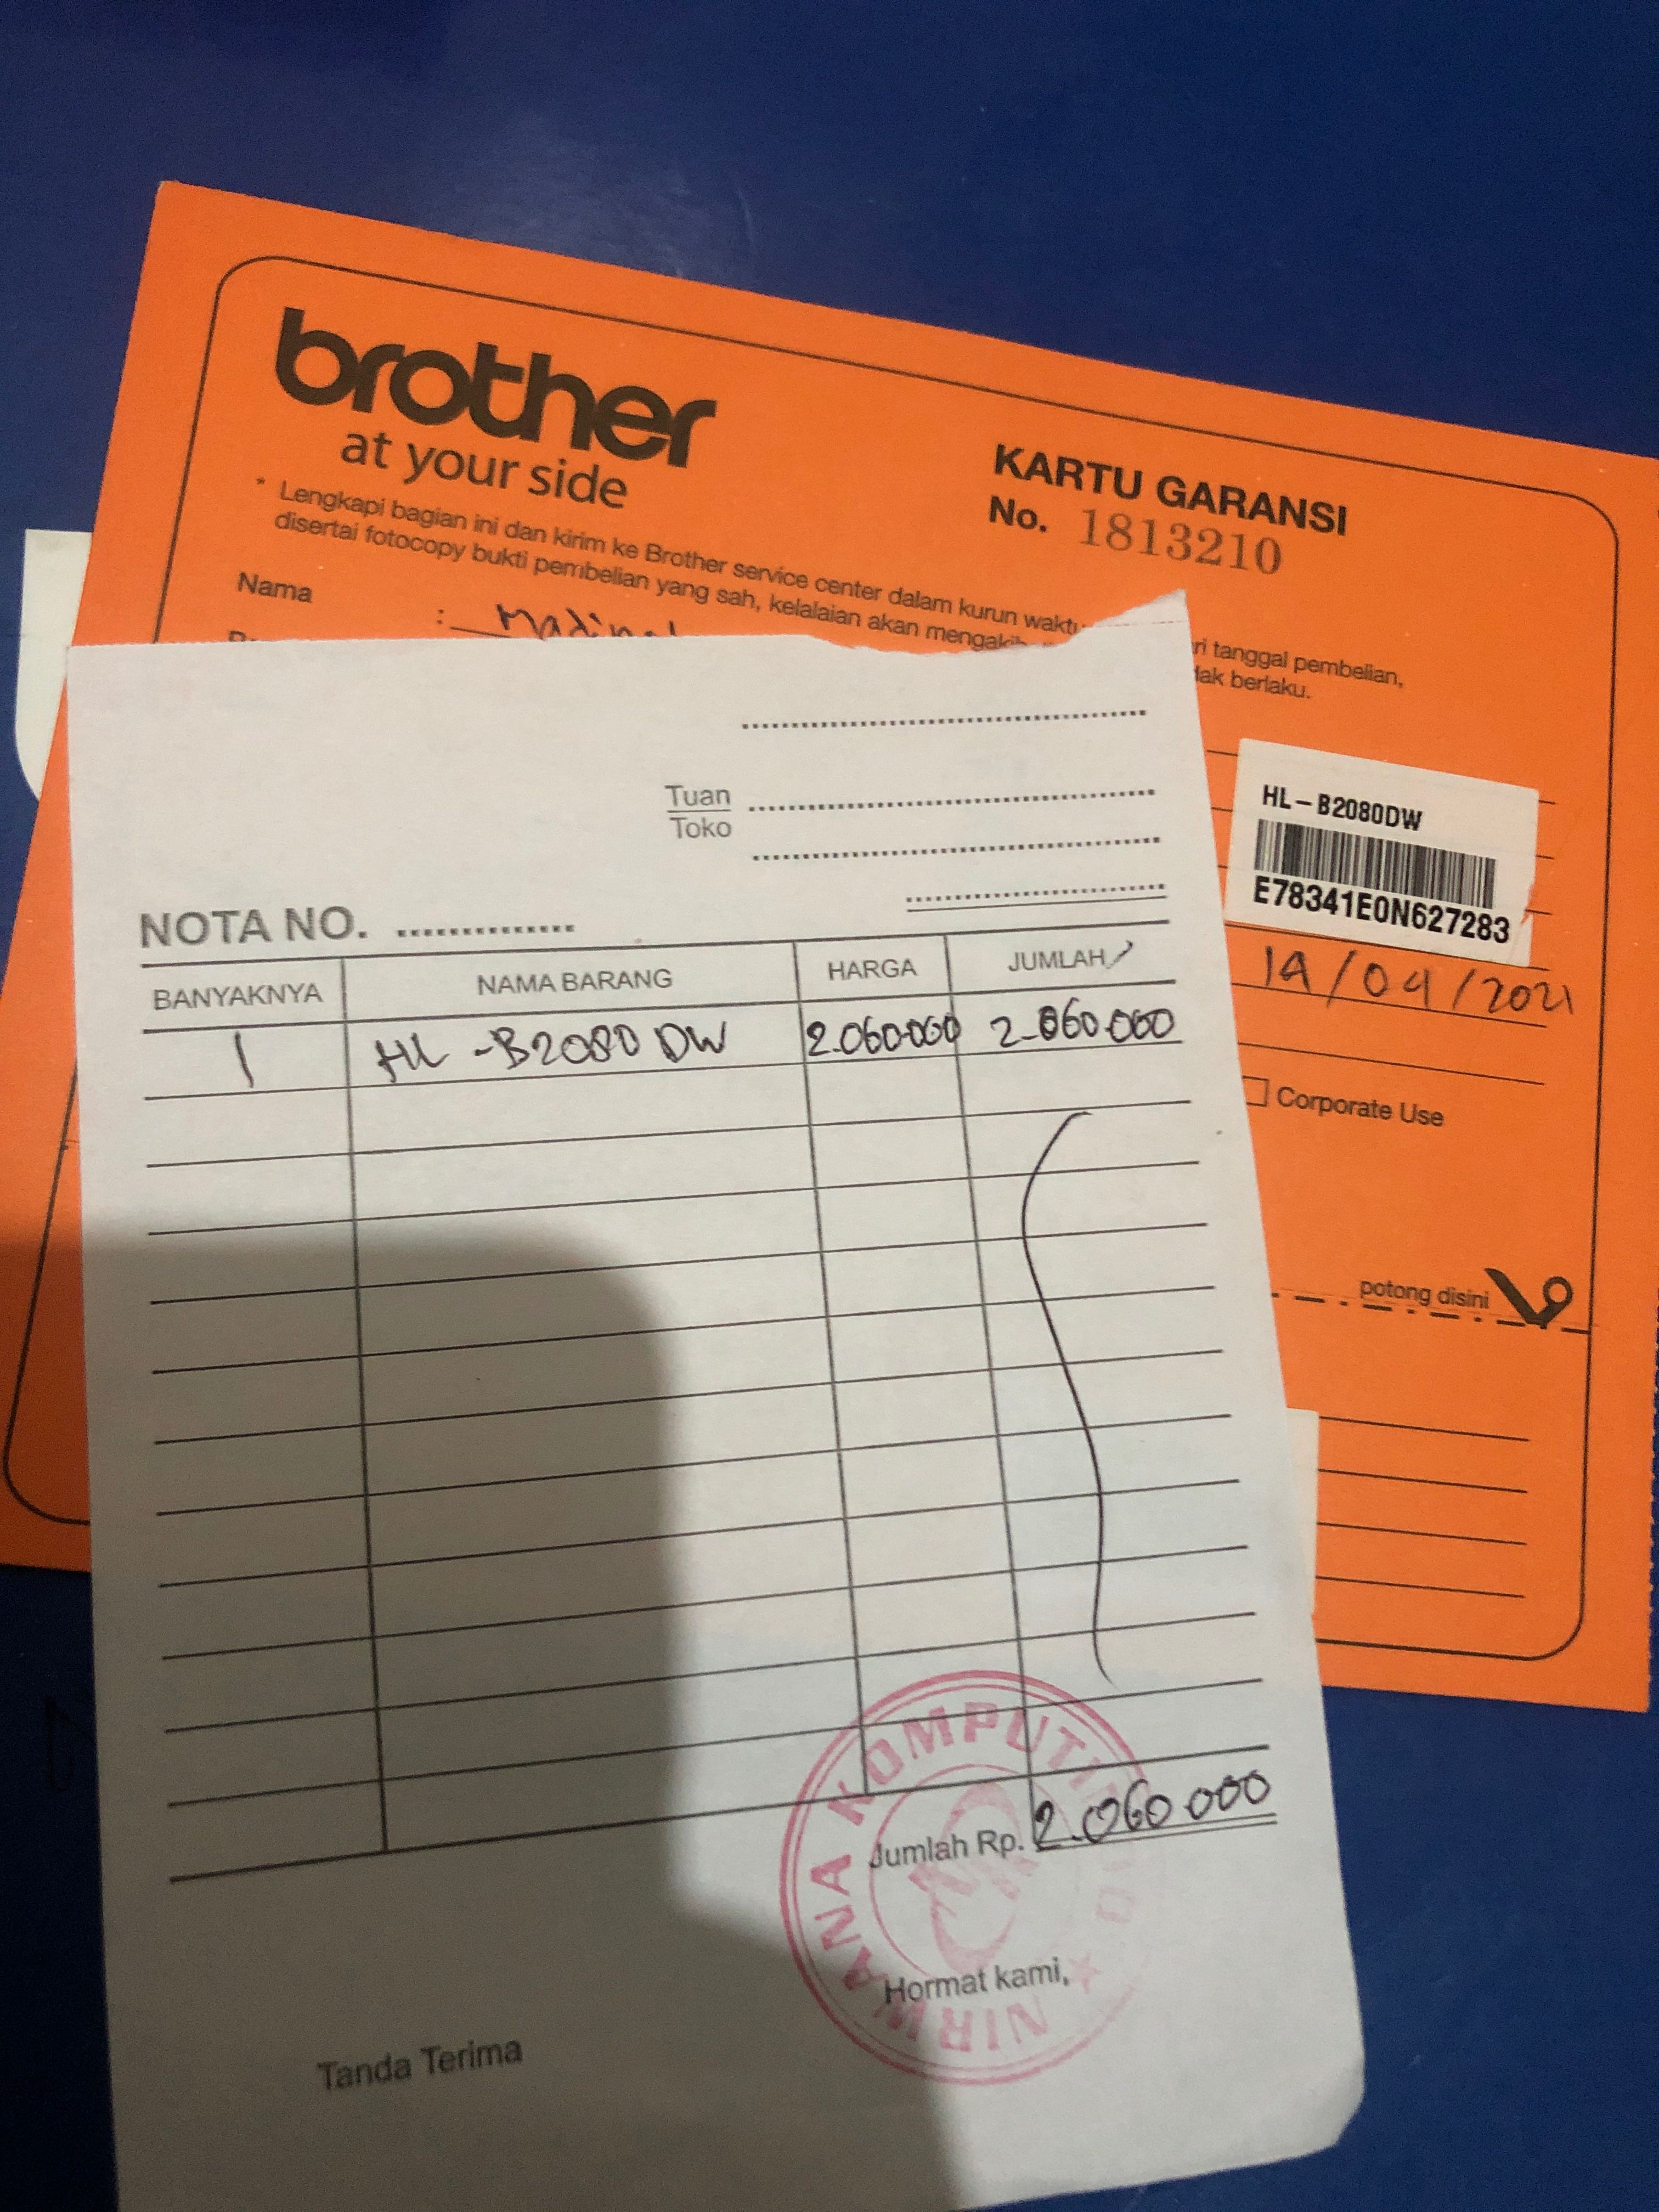 brother
at your side
KARTU GARANSI
No. 1813210
* Lengkapi bagian ini dan kirim ke Brother service center dalam kurun waktu ri tanggal pembelian,
disertai fotocopy bukti pembelian yang sah, kelalaian akan dak berlaku.
Nama :
HL-B2080DW
E78341E0N627283
14/04/2021
Corporate Use
potong disini
Tuan
Toko
NOTA NO.
BANYAKNYA NAMA BARANG HARGA JUMLAH
1 HL-B2080 DW 2.060.000 2.060.000
Jumlah Rp. 2.060.000
NIRWANA KOMPUTINDO
Hormat kami,
Tanda Terima